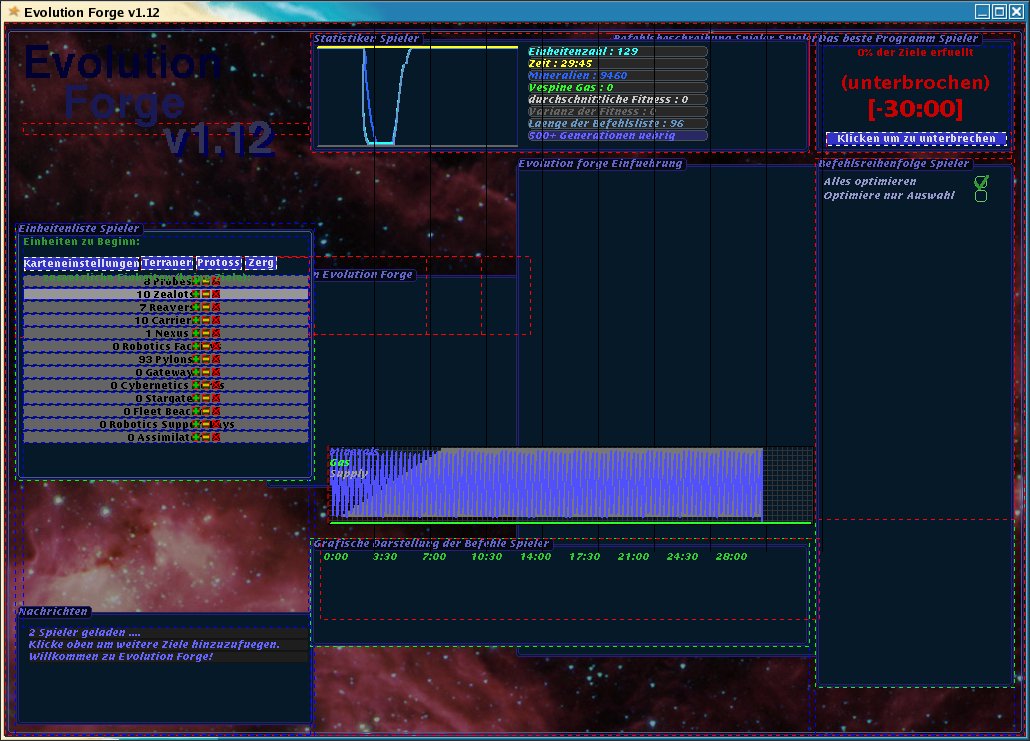 Evolution Forge v1.12
Evolution
Forge
v1.12
Statistiken Spieler
Befehlsbeschreibung Spieler Spieler
Das beste Programm Spieler
Einheitenzahl : 129
Zeit : 29:45
Mineralien : 9460
Vespine Gas : 0
durchschnittliche Fitness : 0
Varianz der Fitness : 0
Laenge der Befehlsliste : 96
500+ Generationen uebrig
0% der Ziele erfuellt
(unterbrochen)
[-30:00]
Klicken um zu unterbrechen
Evolution forge Einfuehrung
Befehlsreihenfolge Spieler
Alles optimieren
Optimiere nur Auswahl
Einheitenliste Spieler
Einheiten zu Beginn:
Karteneinstellungen Terraner Protoss Zerg
n Evolution Forge
8 Probes
10 Zealots
7 Reavers
10 Carrier
1 Nexus
0 Robotics Fac
93 Pylons
0 Gateway
0 Cybernetics
0 Stargate
0 Fleet Beac
0 Robotics Supp ys
0 Assimilat
Minerals
Gas
Supply
Grafische Darstellung der Befehle Spieler
0:00 3:30 7:00 10:30 14:00 17:30 21:00 24:30 28:00
Nachrichten
2 Spieler geladen ....
Klicke oben um weitere Ziele hinzuzufuegen.
Willkommen zu Evolution Forge!